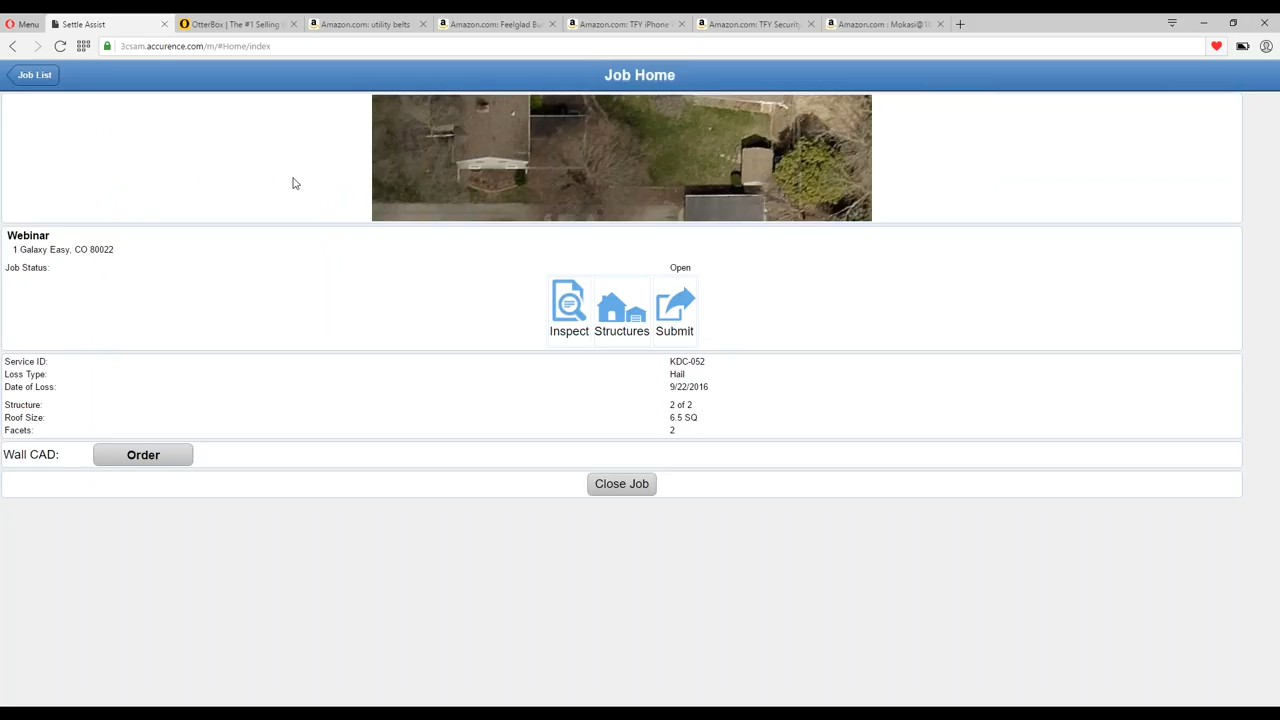 Menu
Settle Assist
OtterBox | The #1 Selling
Amazon.com: utility belts
Amazon.com: Feelglad Bu
Amazon.com: TFY iPhone
Amazon.com: TFY Security
Amazon.com : Mokasi@1
3csam.accurence.com/m/#Home/index
Job List
Job Home
Webinar
1 Galaxy Easy, CO 80022
Job Status: Open
Inspect Structures Submit
Service ID: KDC-052
Loss Type: Hail
Date of Loss: 9/22/2016
Structure: 2 of 2
Roof Size: 6.5 SQ
Facets: 2
Wall CAD: Order
Close Job